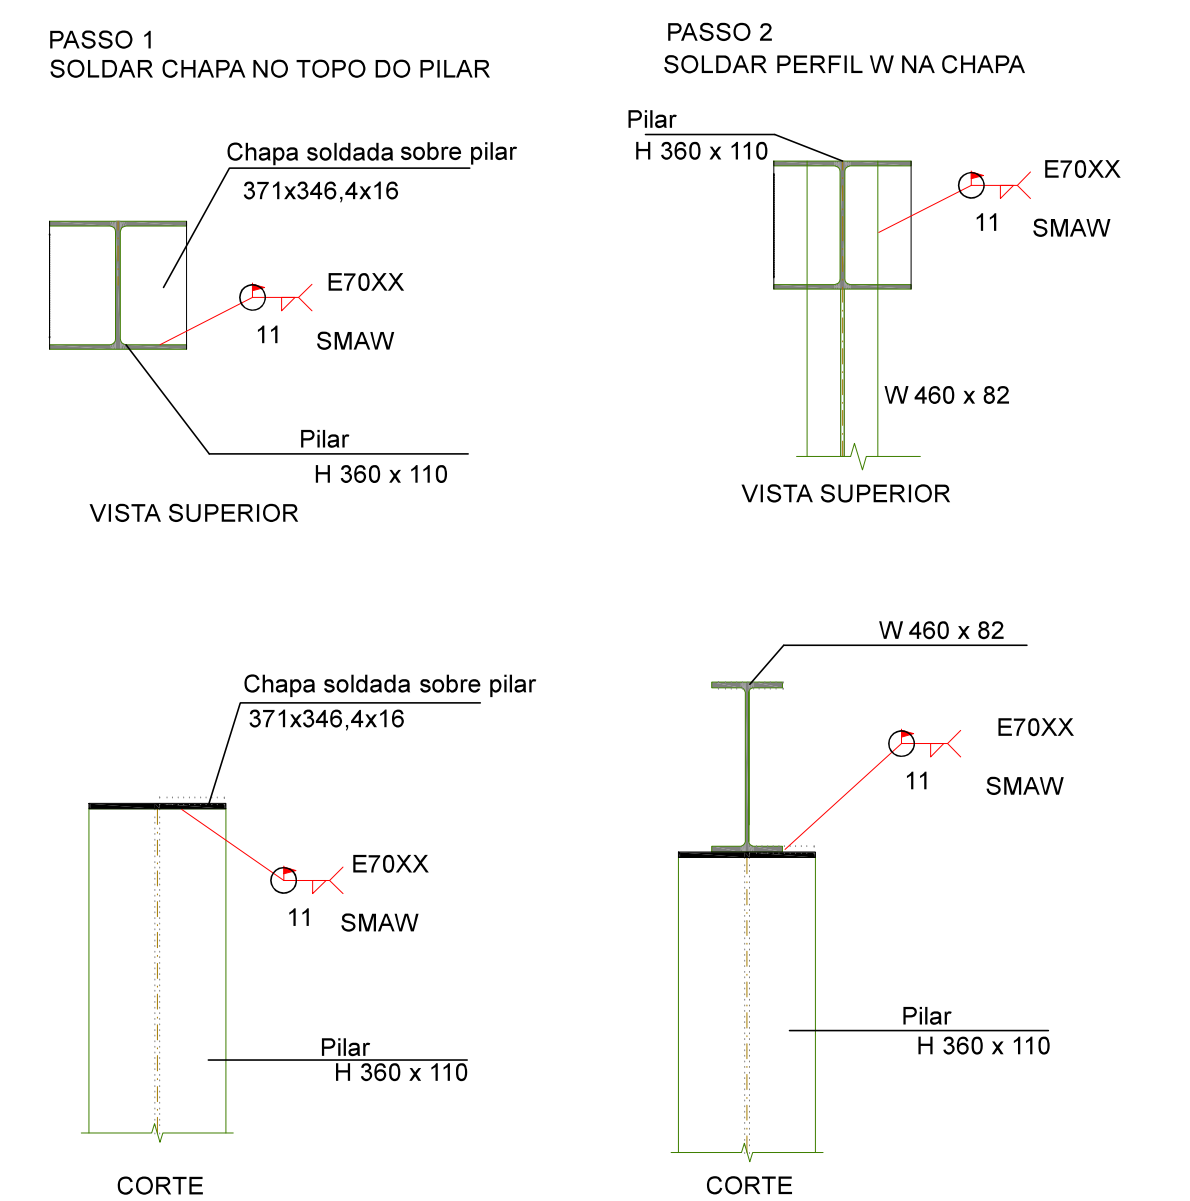 PASSO 1
SOLDAR CHAPA NO TOPO DO PILAR
Chapa soldada sobre pilar
371x346,4x16
E70XX
11
SMAW
Pilar
H 360 x 110
VISTA SUPERIOR
PASSO 2
SOLDAR PERFIL W NA CHAPA
Pilar
H 360 x 110
E70XX
11
SMAW
W 460 x 82
VISTA SUPERIOR
Chapa soldada sobre pilar
371x346,4x16
E70XX
11
SMAW
Pilar
H 360 x 110
CORTE
W 460 x 82
E70XX
11
SMAW
Pilar
H 360 x 110
CORTE